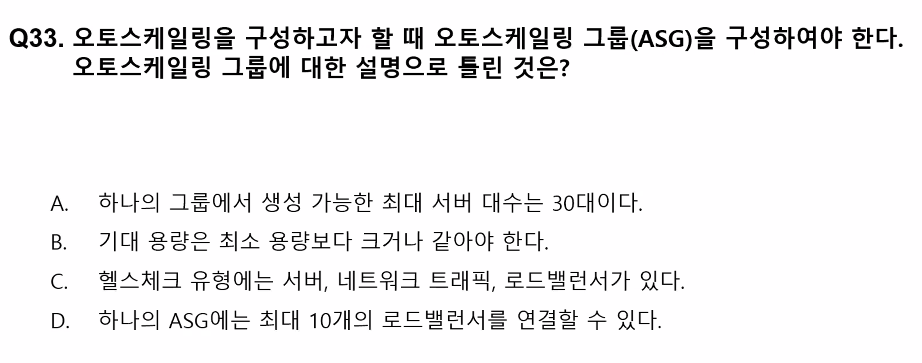 Q33. 오토스케일링을 구성하고자 할 때 오토스케일링 그룹(ASG)을 구성하여야 한다.
오토스케일링 그룹에 대한 설명으로 틀린 것은?
A. 하나의 그룹에서 생성 가능한 최대 서버 대수는 30대이다.
B. 기대 용량은 최소 용량보다 크거나 같아야 한다.
C. 헬스체크 유형에는 서버, 네트워크 트래픽, 로드밸런서가 있다.
D. 하나의 ASG에는 최대 10개의 로드밸런서를 연결할 수 있다.